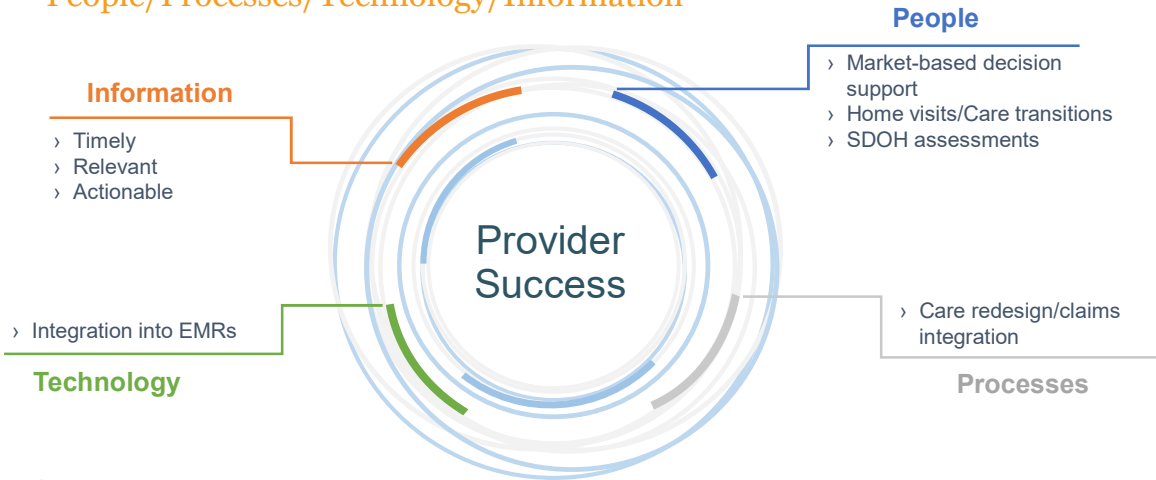 People/Processes/Technology/Information
People
› Market-based decision
support
› Home visits/Care transitions
› SDOH assessments
Information
› Timely
› Relevant
› Actionable
Provider
Success
› Integration into EMRs
Technology
› Care redesign/claims
integration
Processes